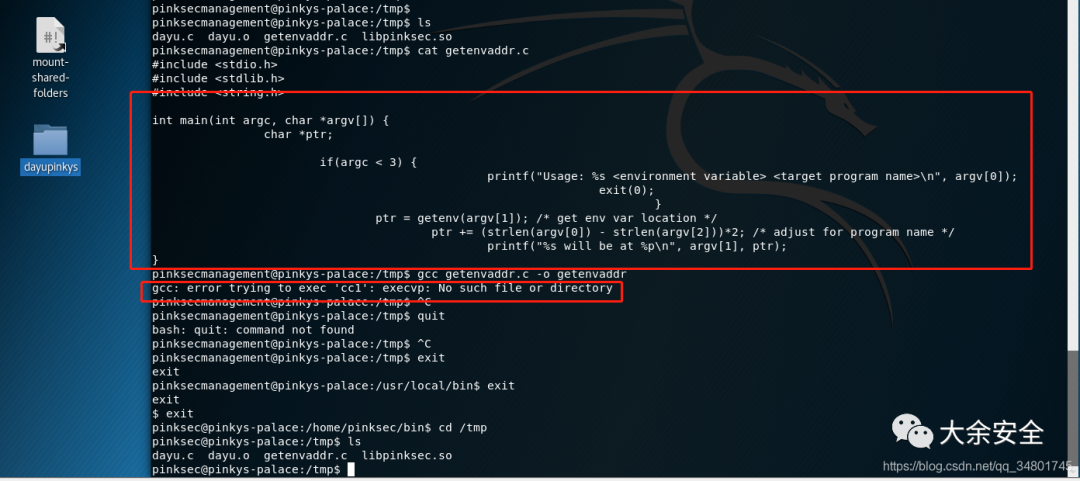 pinksecmanagement@pinkys-palace:/tmp$
pinksecmanagement@pinkys-palace:/tmp$ ls
dayu.c  dayu.o  getenvaddr.c  libpinksec.so
pinksecmanagement@pinkys-palace:/tmp$ cat getenvaddr.c
#include <stdio.h>
#include <stdlib.h>
#include <string.h>
int main(int argc, char *argv[]) {
char *ptr;
if(argc < 3) {
printf("Usage: %s <environment variable> <target program name>\n", argv[0]);
exit(0);
}
ptr = getenv(argv[1]); /* get env var location */
ptr += (strlen(argv[0]) - strlen(argv[2]))*2; /* adjust for program name */
printf("%s will be at %p\n", argv[1], ptr);
}
pinksecmanagement@pinkys-palace:/tmp$ gcc getenvaddr.c -o getenvaddr
gcc: error trying to exec 'cc1': execvp: No such file or directory
pinksecmanagement@pinkys-palace:/tmp$ ^C
pinksecmanagement@pinkys-palace:/tmp$ quit
bash: quit: command not found
pinksecmanagement@pinkys-palace:/tmp$ ^C
pinksecmanagement@pinkys-palace:/tmp$ exit
exit
pinksecmanagement@pinkys-palace:/usr/local/bin$ exit
exit
$ exit
pinksec@pinkys-palace:/home/pinksec/bin$ cd /tmp
pinksec@pinkys-palace:/tmp$ ls
dayu.c  dayu.o  getenvaddr.c  libpinksec.so
pinksec@pinkys-palace:/tmp$
#!
mount-
shared-
folders
dayupinkys
大余安全
https://blog.csdn.net/qq_34801745